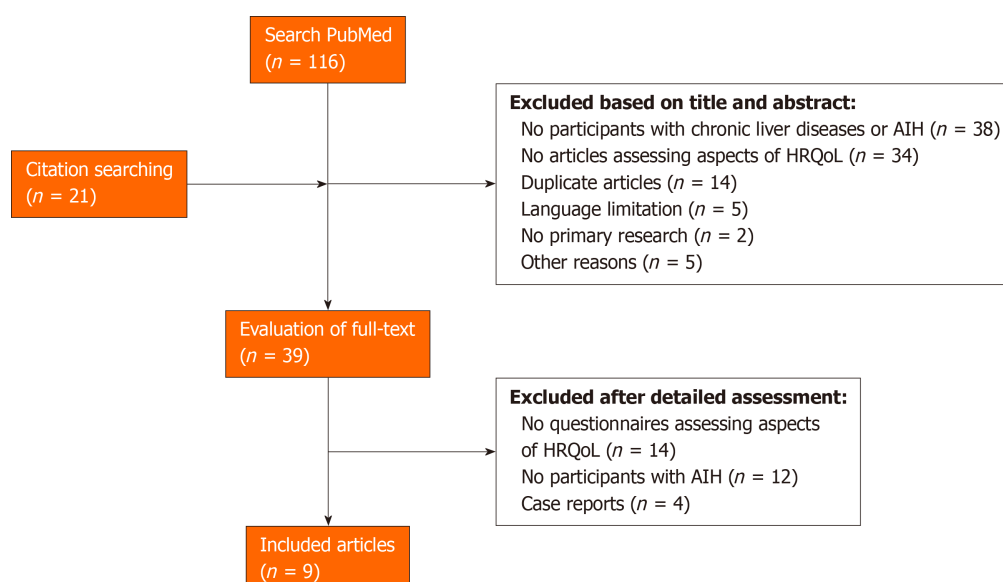 Search PubMed
(n = 116)
Citation searching
(n = 21)
Excluded based on title and abstract:
No participants with chronic liver diseases or AIH (n = 38)
No articles assessing aspects of HRQoL (n = 34)
Duplicate articles (n = 14)
Language limitation (n = 5)
No primary research (n = 2)
Other reasons (n = 5)
Evaluation of full-text
(n = 39)
Excluded after detailed assessment:
No questionnaires assessing aspects
of HRQoL (n = 14)
No participants with AIH (n = 12)
Case reports (n = 4)
Included articles
(n = 9)